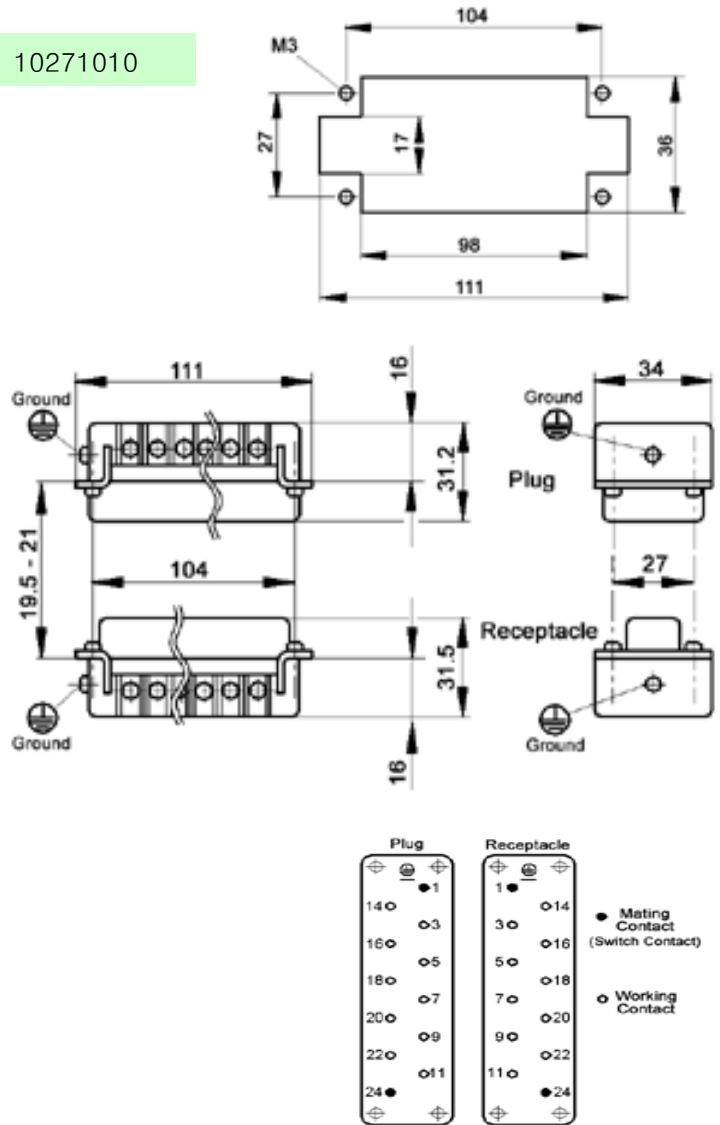 10271010
104
M3
27
17
36
98
111
111
16
34
Ground
Ground
31.2
Plug
19.5 - 21
104
27
Receptacle
31.5
Ground
Ground
16
Plug
Receptacle
1
1
14
14
3
3
16
16
5
5
18
18
7
7
20
20
9
9
22
22
11
11
24
24
Mating
Contact
(Switch Contact)
Working
Contact